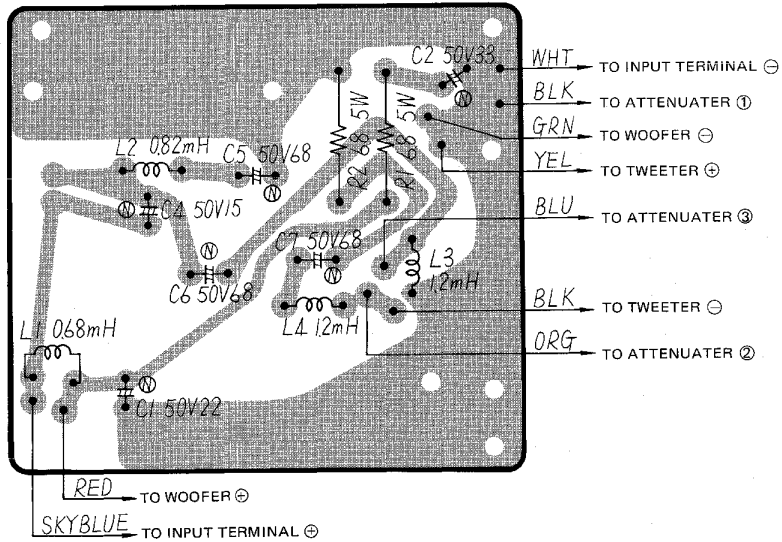 C2 50V33
WHT TO INPUT TERMINAL ⊖
BLK TO ATTENUATER ①
GRN TO WOOFER ⊖
YEL TO TWEETER ⊕
BLU TO ATTENUATER ③
BLK TO TWEETER ⊖
ORG TO ATTENUATER ②
5W 5W
68 68
R2 R1
L2 0.82mH
C5 50V68
N
N
N
C4 50V15
N
C6 50V68
C7 50V68
N
L3
1.2mH
L4 1.2mH
L1 0.68mH
N
C1 50V22
RED TO WOOFER ⊕
SKYBLUE TO INPUT TERMINAL ⊕